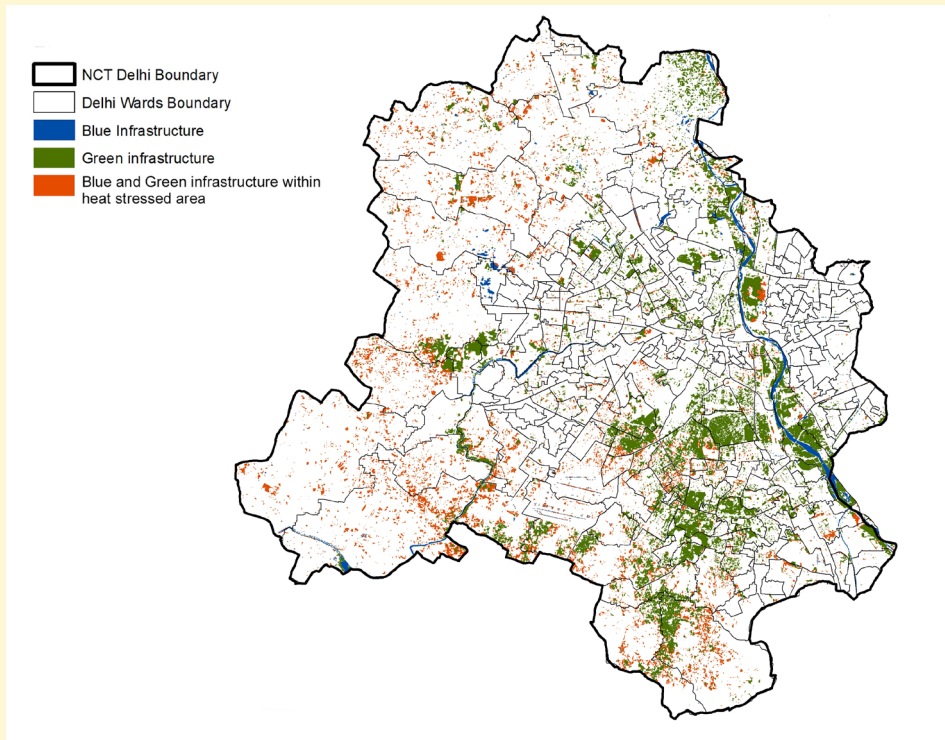 NCT Delhi Boundary
Delhi Wards Boundary
Blue Infrastructure
Green infrastructure
Blue and Green infrastructure within
heat stressed area